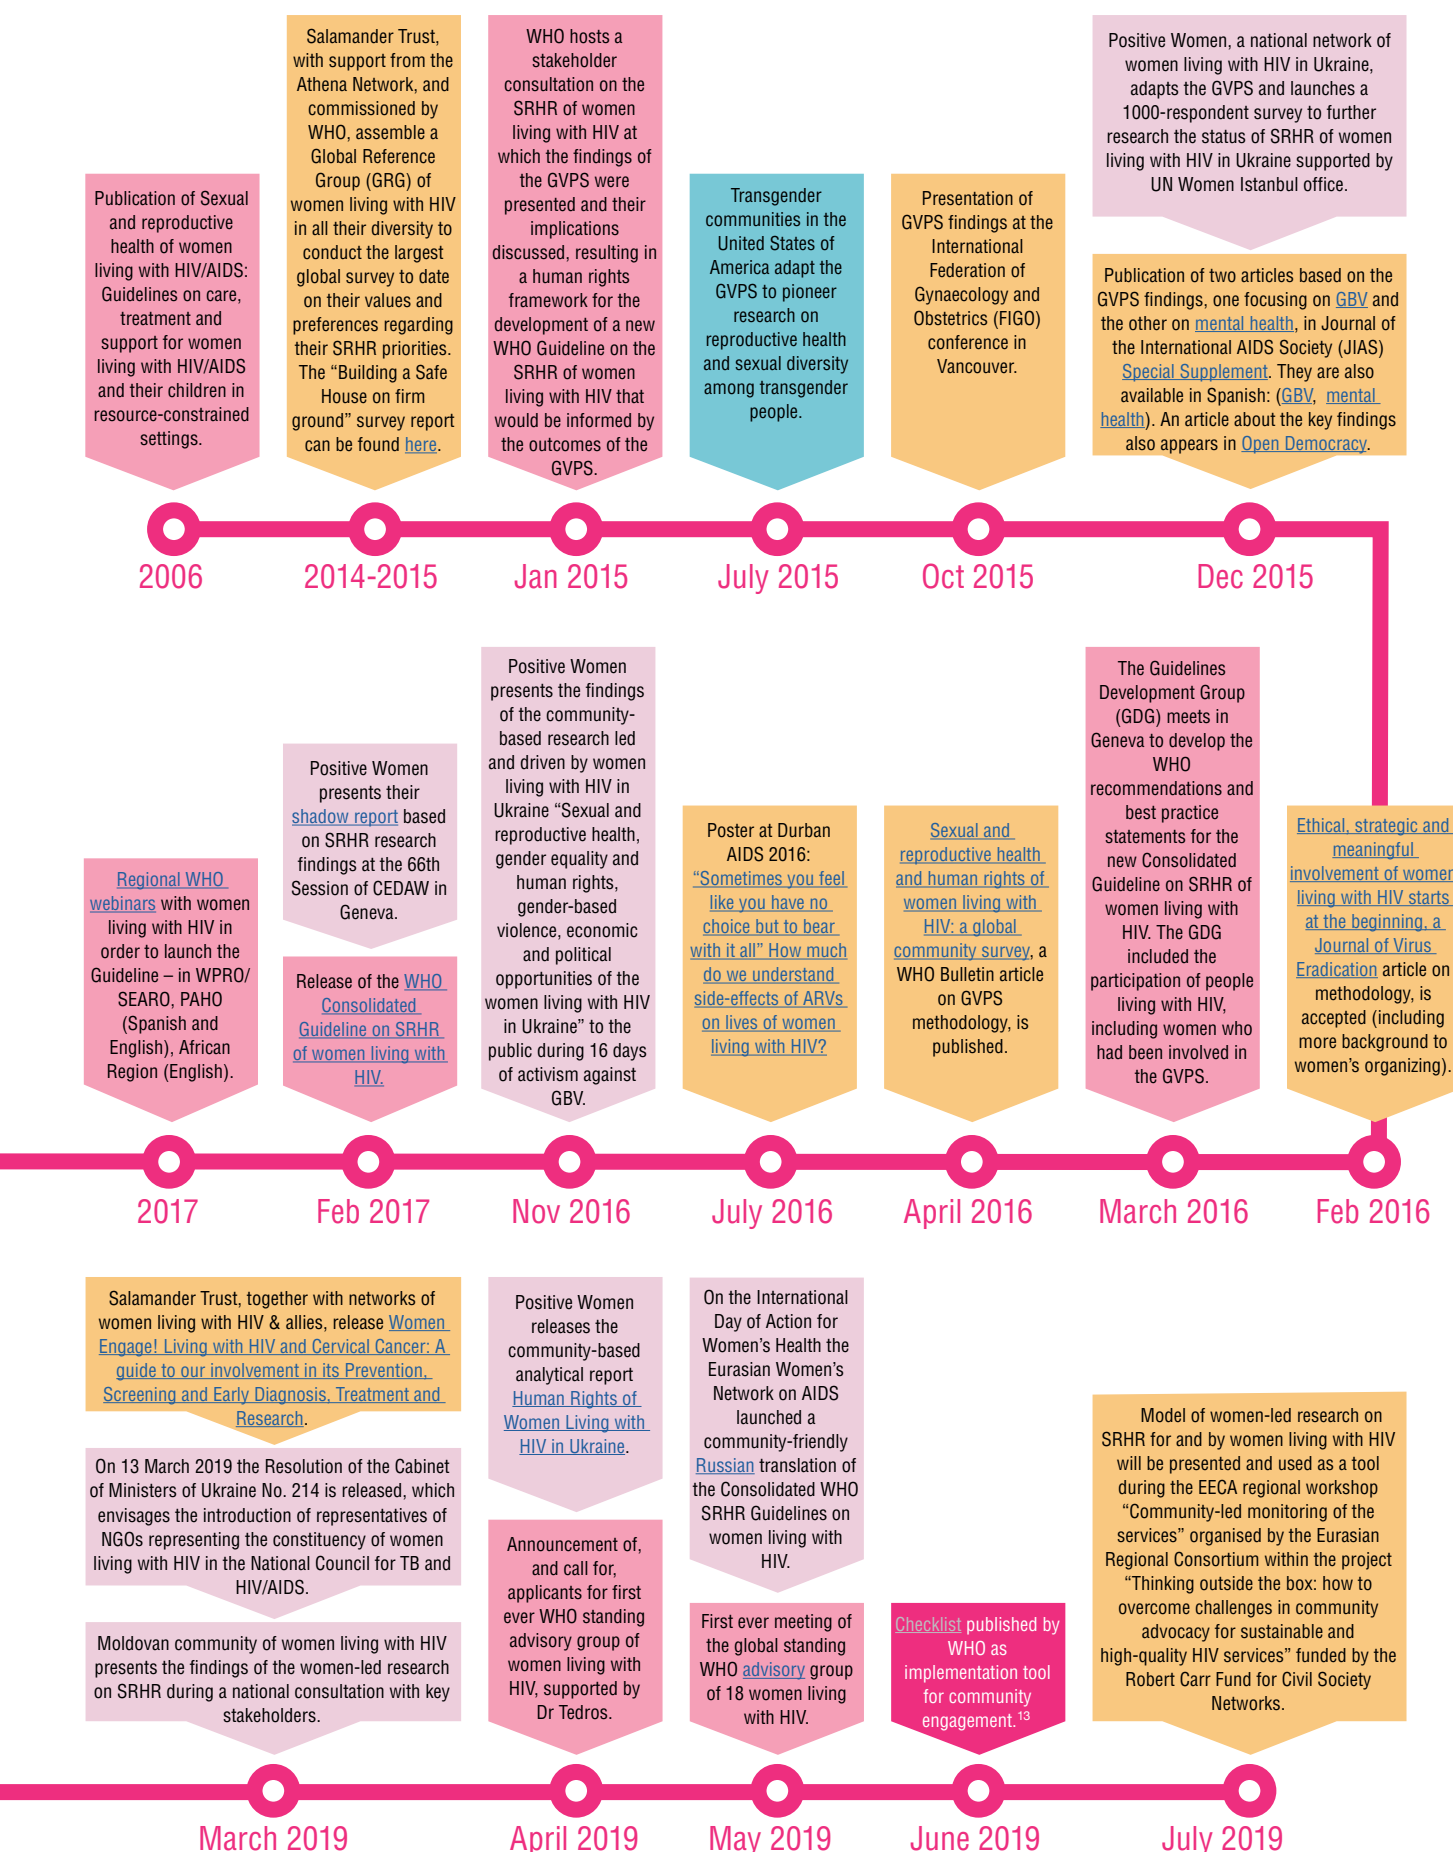 Publication of Sexual
and reproductive
health of women
living with HIV/AIDS:
Guidelines on care,
treatment and
support for women
living with HIV/AIDS
and their children in
resource-constrained
settings.
2006
Salamander Trust,
with support from the
Athena Network, and
commissioned by
WHO, assemble a
Global Reference
Group (GRG) of
women living with HIV
in all their diversity to
conduct the largest
global survey to date
on their values and
preferences regarding
their SRHR priorities.
The “Building a Safe
House on firm
ground” survey report
can be found here.
2014-2015
WHO hosts a
stakeholder
consultation on the
SRHR of women
living with HIV at
which the findings of
the GVPS were
presented and their
implications
discussed, resulting in
a human rights
framework for the
development of a new
WHO Guideline on the
SRHR of women
living with HIV that
would be informed by
the outcomes of the
GVPS.
Jan 2015
Transgender
communities in the
United States of
America adapt the
GVPS to pioneer
research on
reproductive health
and sexual diversity
among transgender
people.
July 2015
Presentation of
GVPS findings at the
International
Federation of
Gynaecology and
Obstetrics (FIGO)
conference in
Vancouver.
Oct 2015
Positive Women, a national network of
women living with HIV in Ukraine,
adapts the GVPS and launches a
1000-respondent survey to further
research the status of SRHR of women
living with HIV in Ukraine supported by
UN Women Istanbul office.
Publication of two articles based on the
GVPS findings, one focusing on GBV and
the other on mental health, in Journal of
the International AIDS Society (JIAS)
Special Supplement. They are also
available in Spanish: (GBV, mental
health). An article about the key findings
also appears in Open Democracy.
Dec 2015
Regional WHO
webinars with women
living with HIV in
order to launch the
Guideline – in WPRO/
SEARO, PAHO
(Spanish and
English), African
Region (English).
2017
Positive Women
presents their
shadow report based
on SRHR research
findings at the 66th
Session of CEDAW in
Geneva.
Release of the WHO
Consolidated
Guideline on SRHR
of women living with
HIV.
Feb 2017
Positive Women
presents the findings
of the community-
based research led
and driven by women
living with HIV in
Ukraine “Sexual and
reproductive health,
gender equality and
human rights,
gender-based
violence, economic
and political
opportunities of the
women living with HIV
in Ukraine” to the
public during 16 days
of activism against
GBV.
Nov 2016
Poster at Durban
AIDS 2016:
“Sometimes you feel
like you have no
choice but to bear
with it all” How much
do we understand
side-effects of ARVs
on lives of women
living with HIV?
July 2016
Sexual and
reproductive health
and human rights of
women living with
HIV: a global
community survey, a
WHO Bulletin article
on GVPS
methodology, is
published.
April 2016
The Guidelines
Development Group
(GDG) meets in
Geneva to develop the
WHO
recommendations and
best practice
statements for the
new Consolidated
Guideline on SRHR of
women living with
HIV. The GDG
included the
participation of people
living with HIV,
including women who
had been involved in
the GVPS.
March 2016
Ethical, strategic and
meaningful
involvement of women
living with HIV starts
at the beginning, a
Journal of Virus
Eradication article on
methodology, is
accepted (including
more background to
women’s organizing).
Feb 2016
Salamander Trust, together with networks of
women living with HIV & allies, release Women
Engage! Living with HIV and Cervical Cancer: A
guide to our involvement in its Prevention,
Screening and Early Diagnosis, Treatment and
Research.
On 13 March 2019 the Resolution of the Cabinet
of Ministers of Ukraine No. 214 is released, which
envisages the introduction of representatives of
NGOs representing the constituency of women
living with HIV in the National Council for TB and
HIV/AIDS.
Moldovan community of women living with HIV
presents the findings of the women-led research
on SRHR during a national consultation with key
stakeholders.
March 2019
Positive Women
releases the
community-based
analytical report
Human Rights of
Women Living with
HIV in Ukraine.
Announcement of,
and call for,
applicants for first
ever WHO standing
advisory group of
women living with
HIV, supported by
Dr Tedros.
April 2019
On the International
Day of Action for
Women’s Health the
Eurasian Women’s
Network on AIDS
launched a
community-friendly
Russian translation of
the Consolidated WHO
SRHR Guidelines on
women living with
HIV.
First ever meeting of
the global standing
WHO advisory group
of 18 women living
with HIV.
May 2019
Checklist published by
WHO as
implementation tool
for community
engagement.13
June 2019
Model of women-led research on
SRHR for and by women living with HIV
will be presented and used as a tool
during the EECA regional workshop
“Community-led monitoring of the
services” organised by the Eurasian
Regional Consortium within the project
“Thinking outside the box: how to
overcome challenges in community
advocacy for sustainable and
high-quality HIV services” funded by the
Robert Carr Fund for Civil Society
Networks.
July 2019